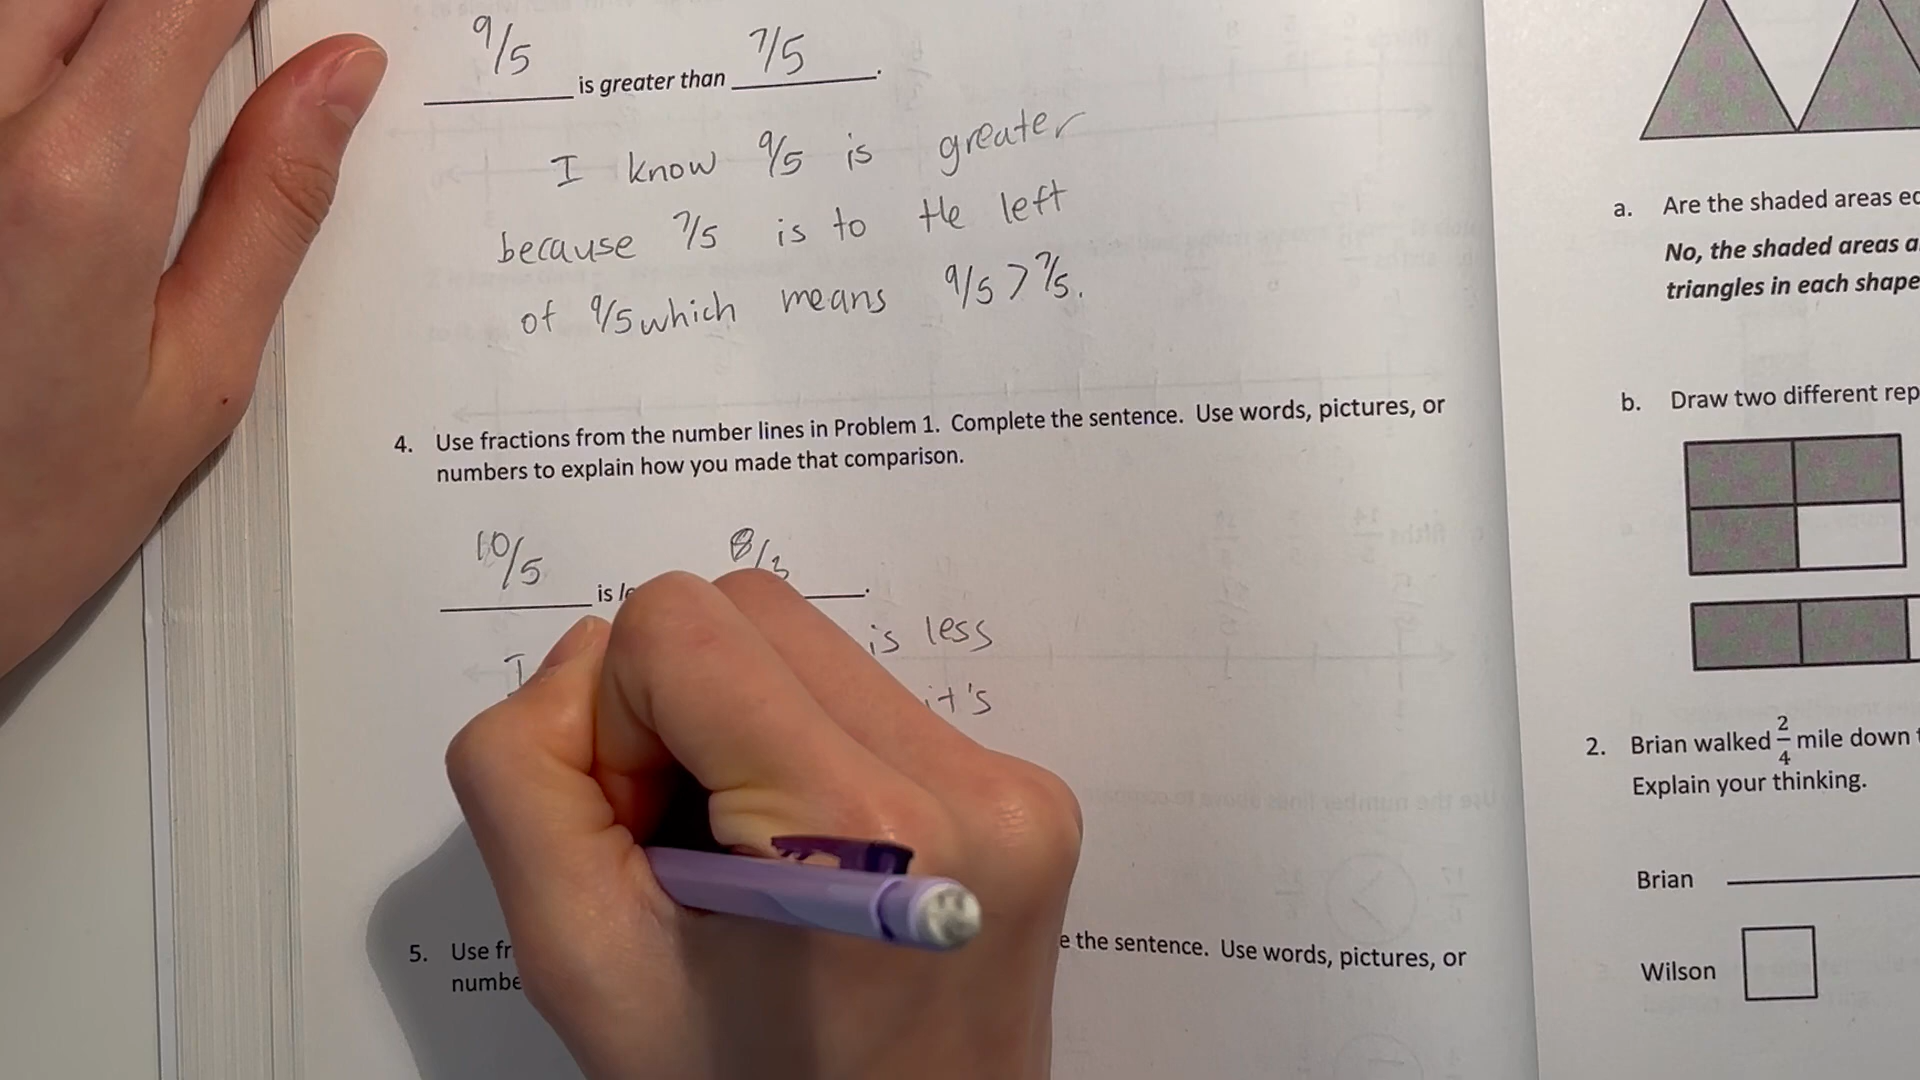 9/5 is greater than 7/5.
I know 9/5 is greater
because 7/5 is to the left
of 9/5 which means 9/5 > 7/5.
4. Use fractions from the number lines in Problem 1. Complete the sentence. Use words, pictures, or
numbers to explain how you made that comparison.
10/5 is 8/3.
I is less
it's
5. Use the sentence. Use words, pictures, or
a. Are the shaded areas
No, the shaded areas
triangles in each shape
b. Draw two different
2. Brian walked 2/4 mile down
Explain your thinking.
Brian
Wilson